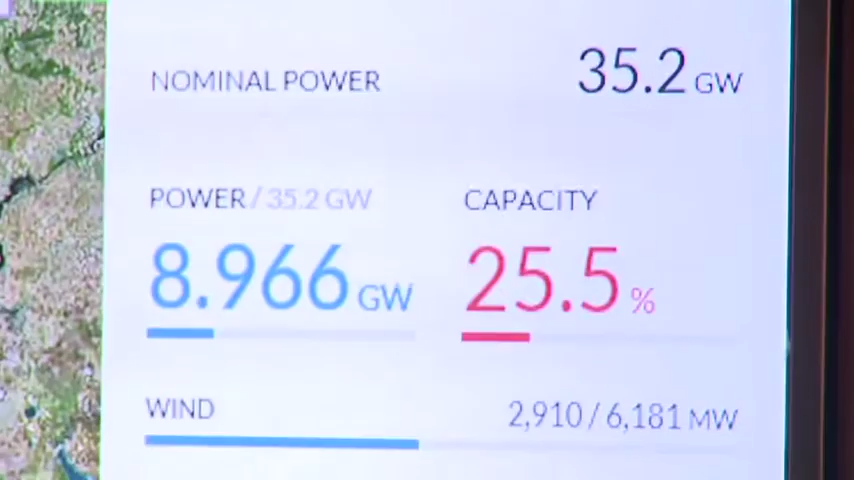 NOMINAL POWER 35.2 GW
POWER / 35.2 GW CAPACITY
8.966 GW 25.5 %
WIND 2,910 / 6,181 MW